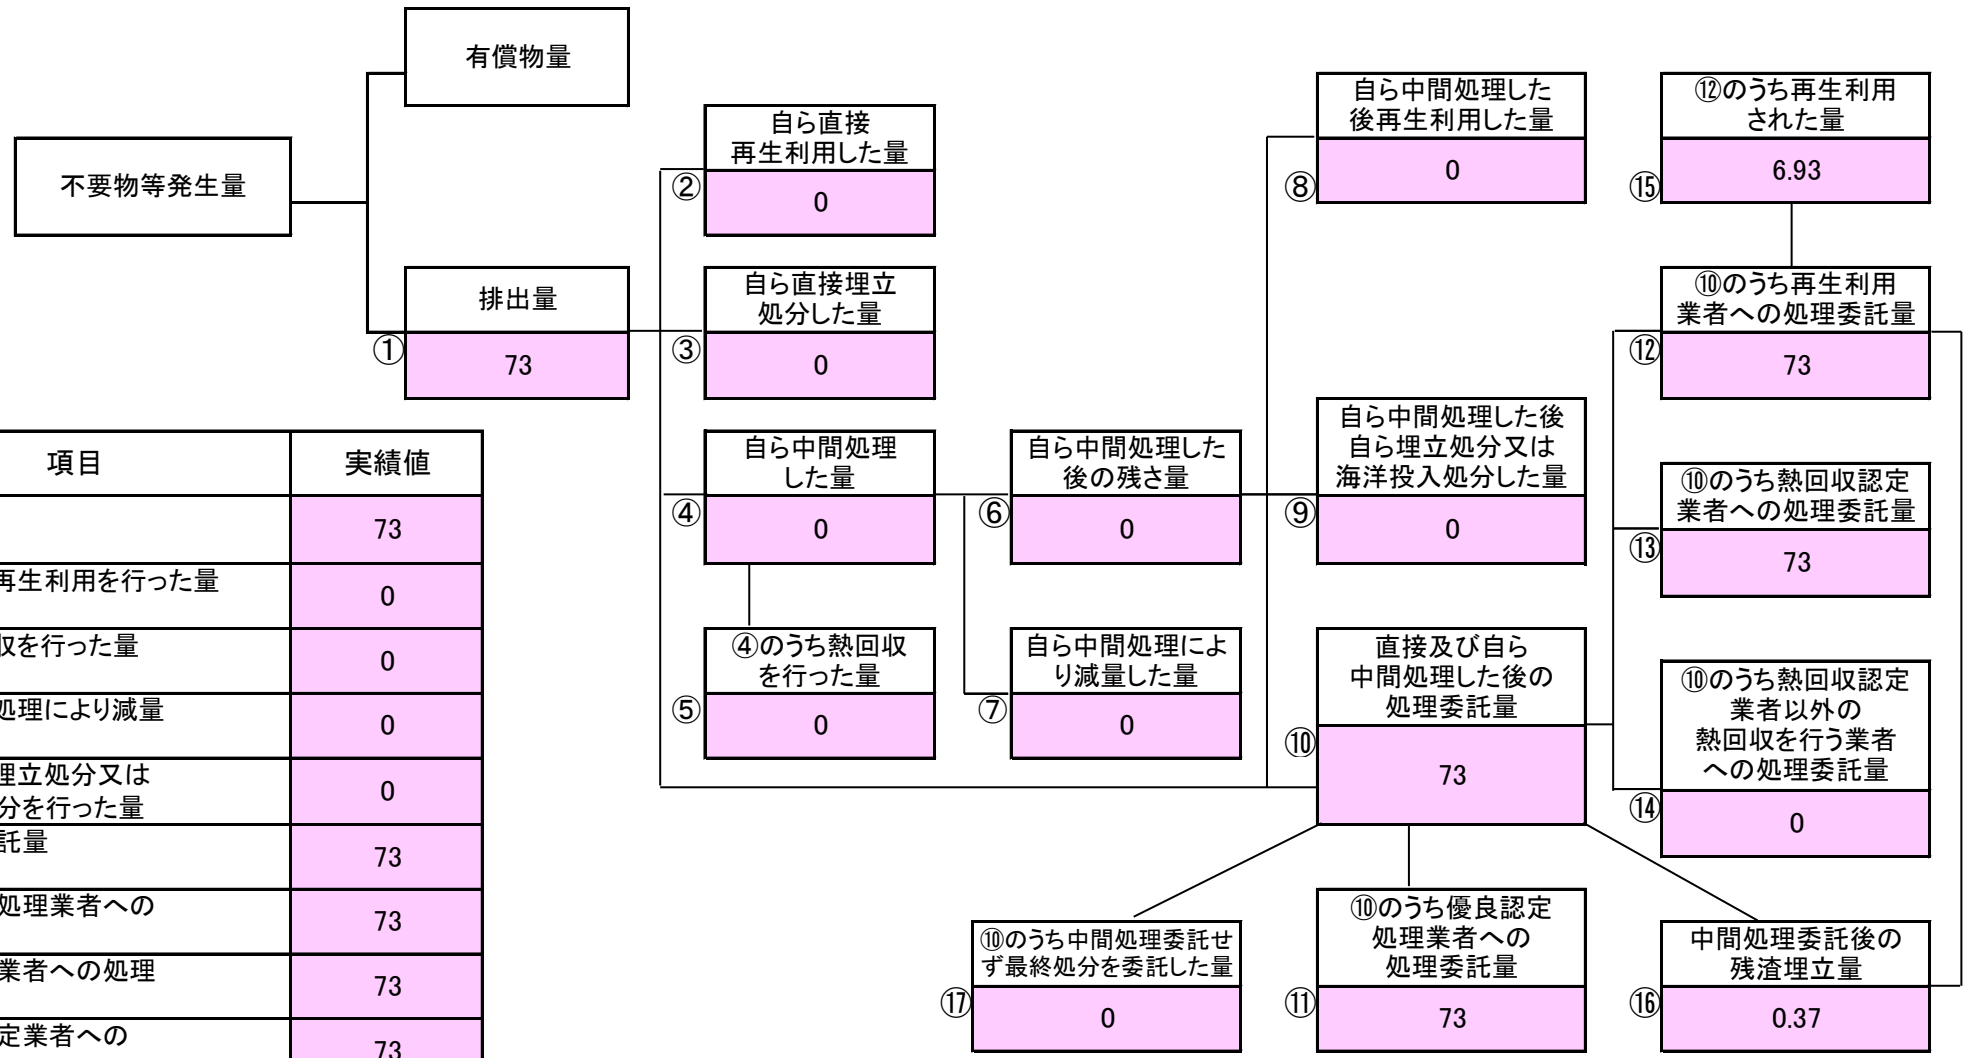 有償物量
不要物等発生量
排出量
①
73
自ら直接
再生利用した量
②
0
自ら直接埋立
処分した量
③
0
自ら中間処理
した量
④
0
④のうち熱回収
を行った量
⑤
0
自ら中間処理した
後の残さ量
⑥
0
自ら中間処理によ
り減量した量
⑦
0
自ら中間処理した
後再生利用した量
⑧
0
自ら中間処理した後
自ら埋立処分又は
海洋投入処分した量
⑨
0
直接及び自ら
中間処理した後の
処理委託量
⑩
73
⑫のうち再生利用
された量
⑮
6.93
⑩のうち再生利用
業者への処理委託量
⑫
73
⑩のうち熱回収認定
業者への処理委託量
⑬
73
⑩のうち熱回収認定
業者以外の
熱回収を行う業者
への処理委託量
⑭
0
⑩のうち中間処理委託せ
ず最終処分を委託した量
⑰
0
⑩のうち優良認定
処理業者への
処理委託量
⑪
73
中間処理委託後の
残渣埋立量
⑯
0.37
項目
実績値
73
再生利用を行った量
0
収を行った量
0
処理により減量
0
埋立処分又は
分を行った量
0
託量
73
処理業者への
73
業者への処理
73
定業者への
73